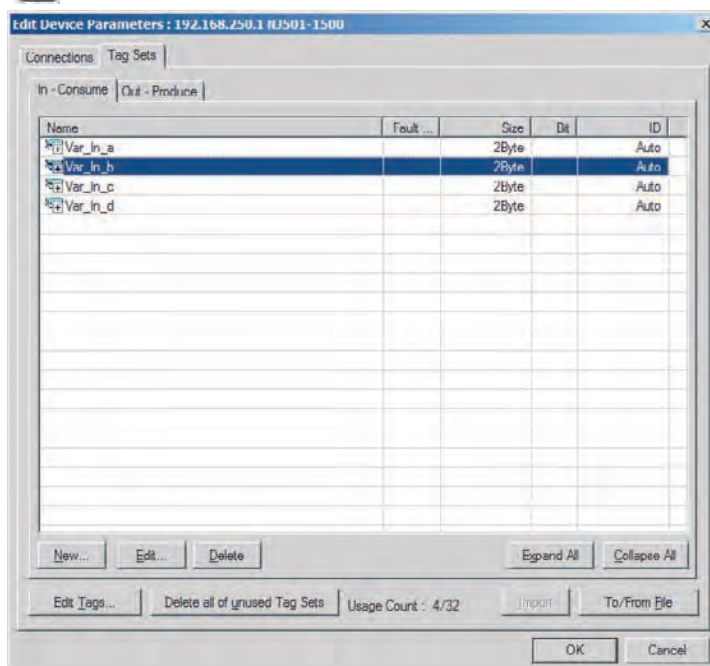 Edit Device Parameters : 192.168.250.1 NJ501-1500
Connections Tag Sets
In - Consume Out - Produce
Name Fault ... Size Bit ID
Var_In_a 2Byte Auto
Var_In_b 2Byte Auto
Var_In_c 2Byte Auto
Var_In_d 2Byte Auto
New... Edit... Delete Expand All Collapse All
Edit Tags... Delete all of unused Tag Sets Usage Count : 4/32 Import To/From File
OK Cancel